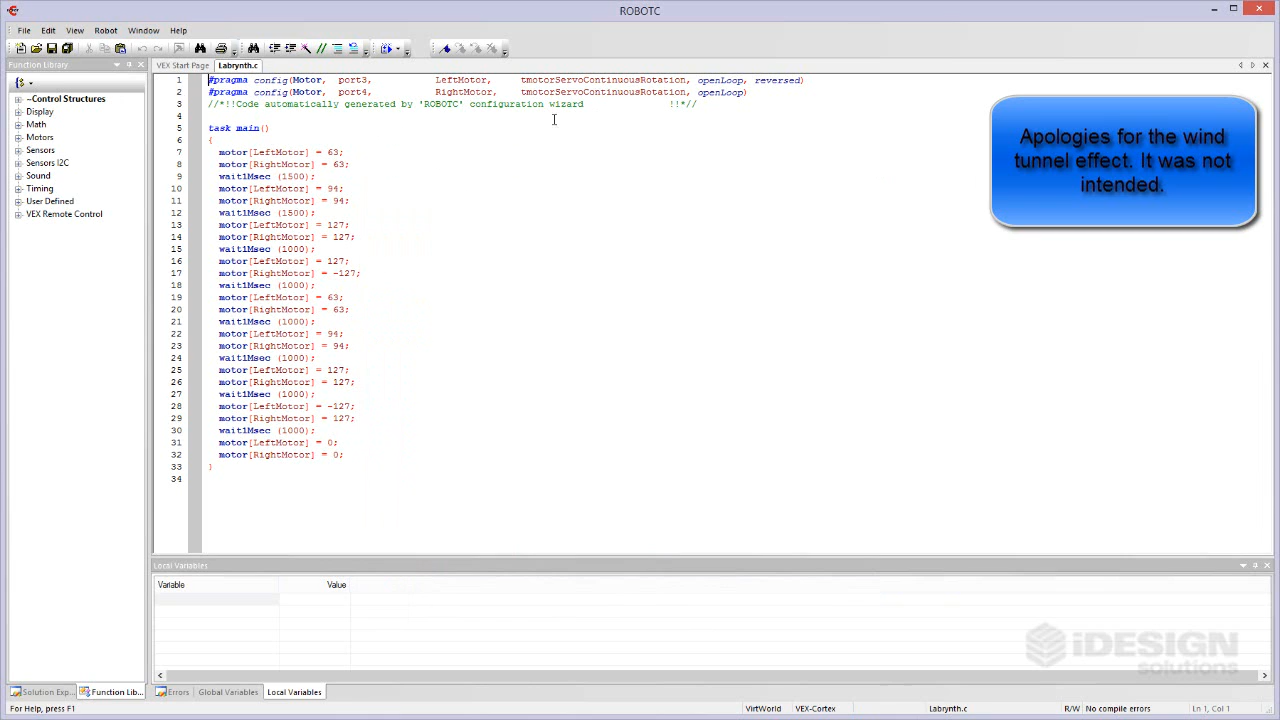 ROBOTC
File Edit View Robot Window Help
Function Library
VEX Start Page Labrynth.c
~Control Structures
Display
Math
Motors
Sensors
Sensors I2C
Sound
Timing
User Defined
VEX Remote Control
1 #pragma config(Motor, port3, LeftMotor, tmotorServoContinuousRotation, openLoop, reversed)
2 #pragma config(Motor, port4, RightMotor, tmotorServoContinuousRotation, openLoop)
3 //*!!Code automatically generated by 'ROBOTC' configuration wizard !!*//
4
5 task main()
6 {
7 motor[LeftMotor] = 63;
8 motor[RightMotor] = 63;
9 wait1Msec (1500);
10 motor[LeftMotor] = 94;
11 motor[RightMotor] = 94;
12 wait1Msec (1500);
13 motor[LeftMotor] = 127;
14 motor[RightMotor] = 127;
15 wait1Msec (1000);
16 motor[LeftMotor] = 127;
17 motor[RightMotor] = -127;
18 wait1Msec (1000);
19 motor[LeftMotor] = 63;
20 motor[RightMotor] = 63;
21 wait1Msec (1000);
22 motor[LeftMotor] = 94;
23 motor[RightMotor] = 94;
24 wait1Msec (1000);
25 motor[LeftMotor] = 127;
26 motor[RightMotor] = 127;
27 wait1Msec (1000);
28 motor[LeftMotor] = -127;
29 motor[RightMotor] = 127;
30 wait1Msec (1000);
31 motor[LeftMotor] = 0;
32 motor[RightMotor] = 0;
33 }
34
Apologies for the wind
tunnel effect. It was not
intended.
Local Variables
Variable Value
iDESIGN
solutions
Solution Exp... Function Lib... Errors Global Variables Local Variables
For Help, press F1 VirtWorld VEX-Cortex Labrynth.c R/W No compile errors Ln 1, Col 1